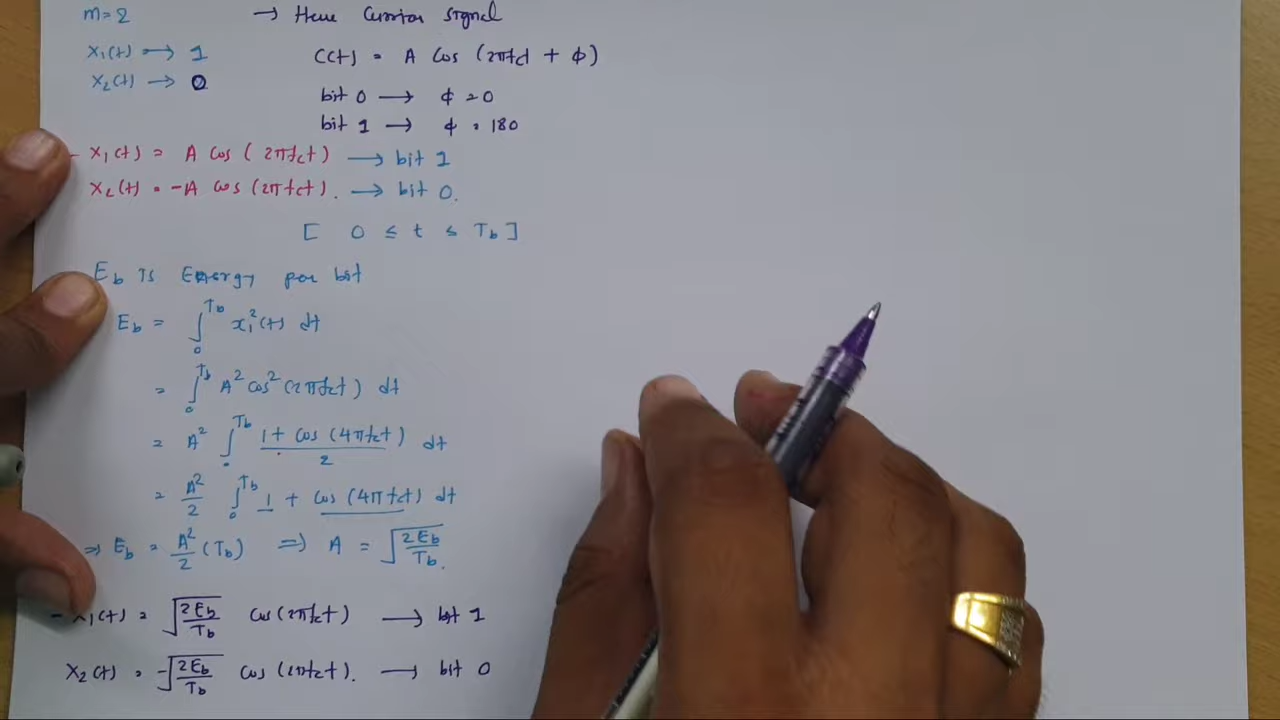 m=2
→ Here Carrier signal
x₁(t) → 1
x₂(t) → 0
C(t) = A Cos (2πfct + ϕ)
bit 0 → ϕ = 0
bit 1 → ϕ = 180
- x₁(t) = A Cos (2πfct) → bit 1
x₂(t) = -A Cos (2πfct). → bit 0.
[ 0 ≤ t ≤ Tb ]
Eb is Energy per bit
Eb = ∫₀^Tb x₁²(t) dt
= ∫₀^Tb A² Cos² (2πfct) dt
= A² ∫₀^Tb (1 + Cos (4πfct))/2 dt
= A²/2 ∫₀^Tb 1 + Cos (4πfct) dt
⇒ Eb = A²/2 (Tb) ⇒ A = √(2Eb/Tb).
- x₁(t) = √(2Eb/Tb) Cos (2πfct) → bit 1
x₂(t) = -√(2Eb/Tb) Cos (2πfct). → bit 0